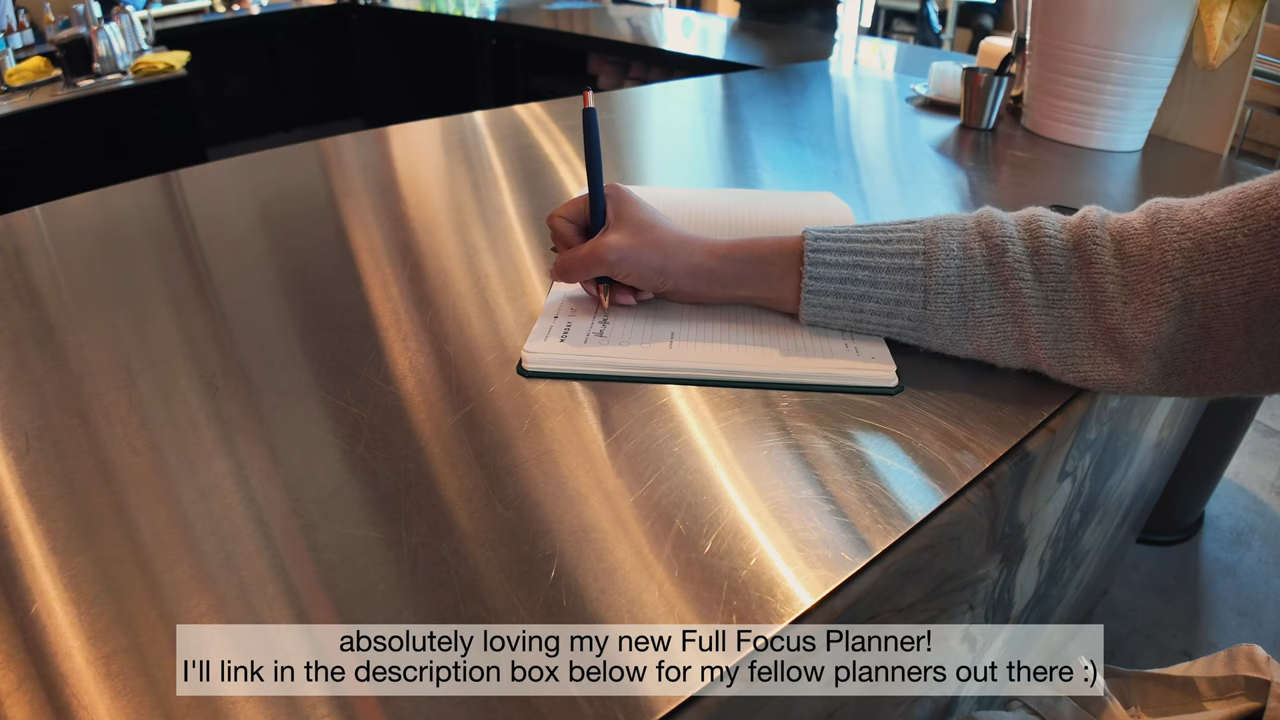 MONDAY
absolutely loving my new Full Focus Planner!
I'll link in the description box below for my fellow planners out there :)